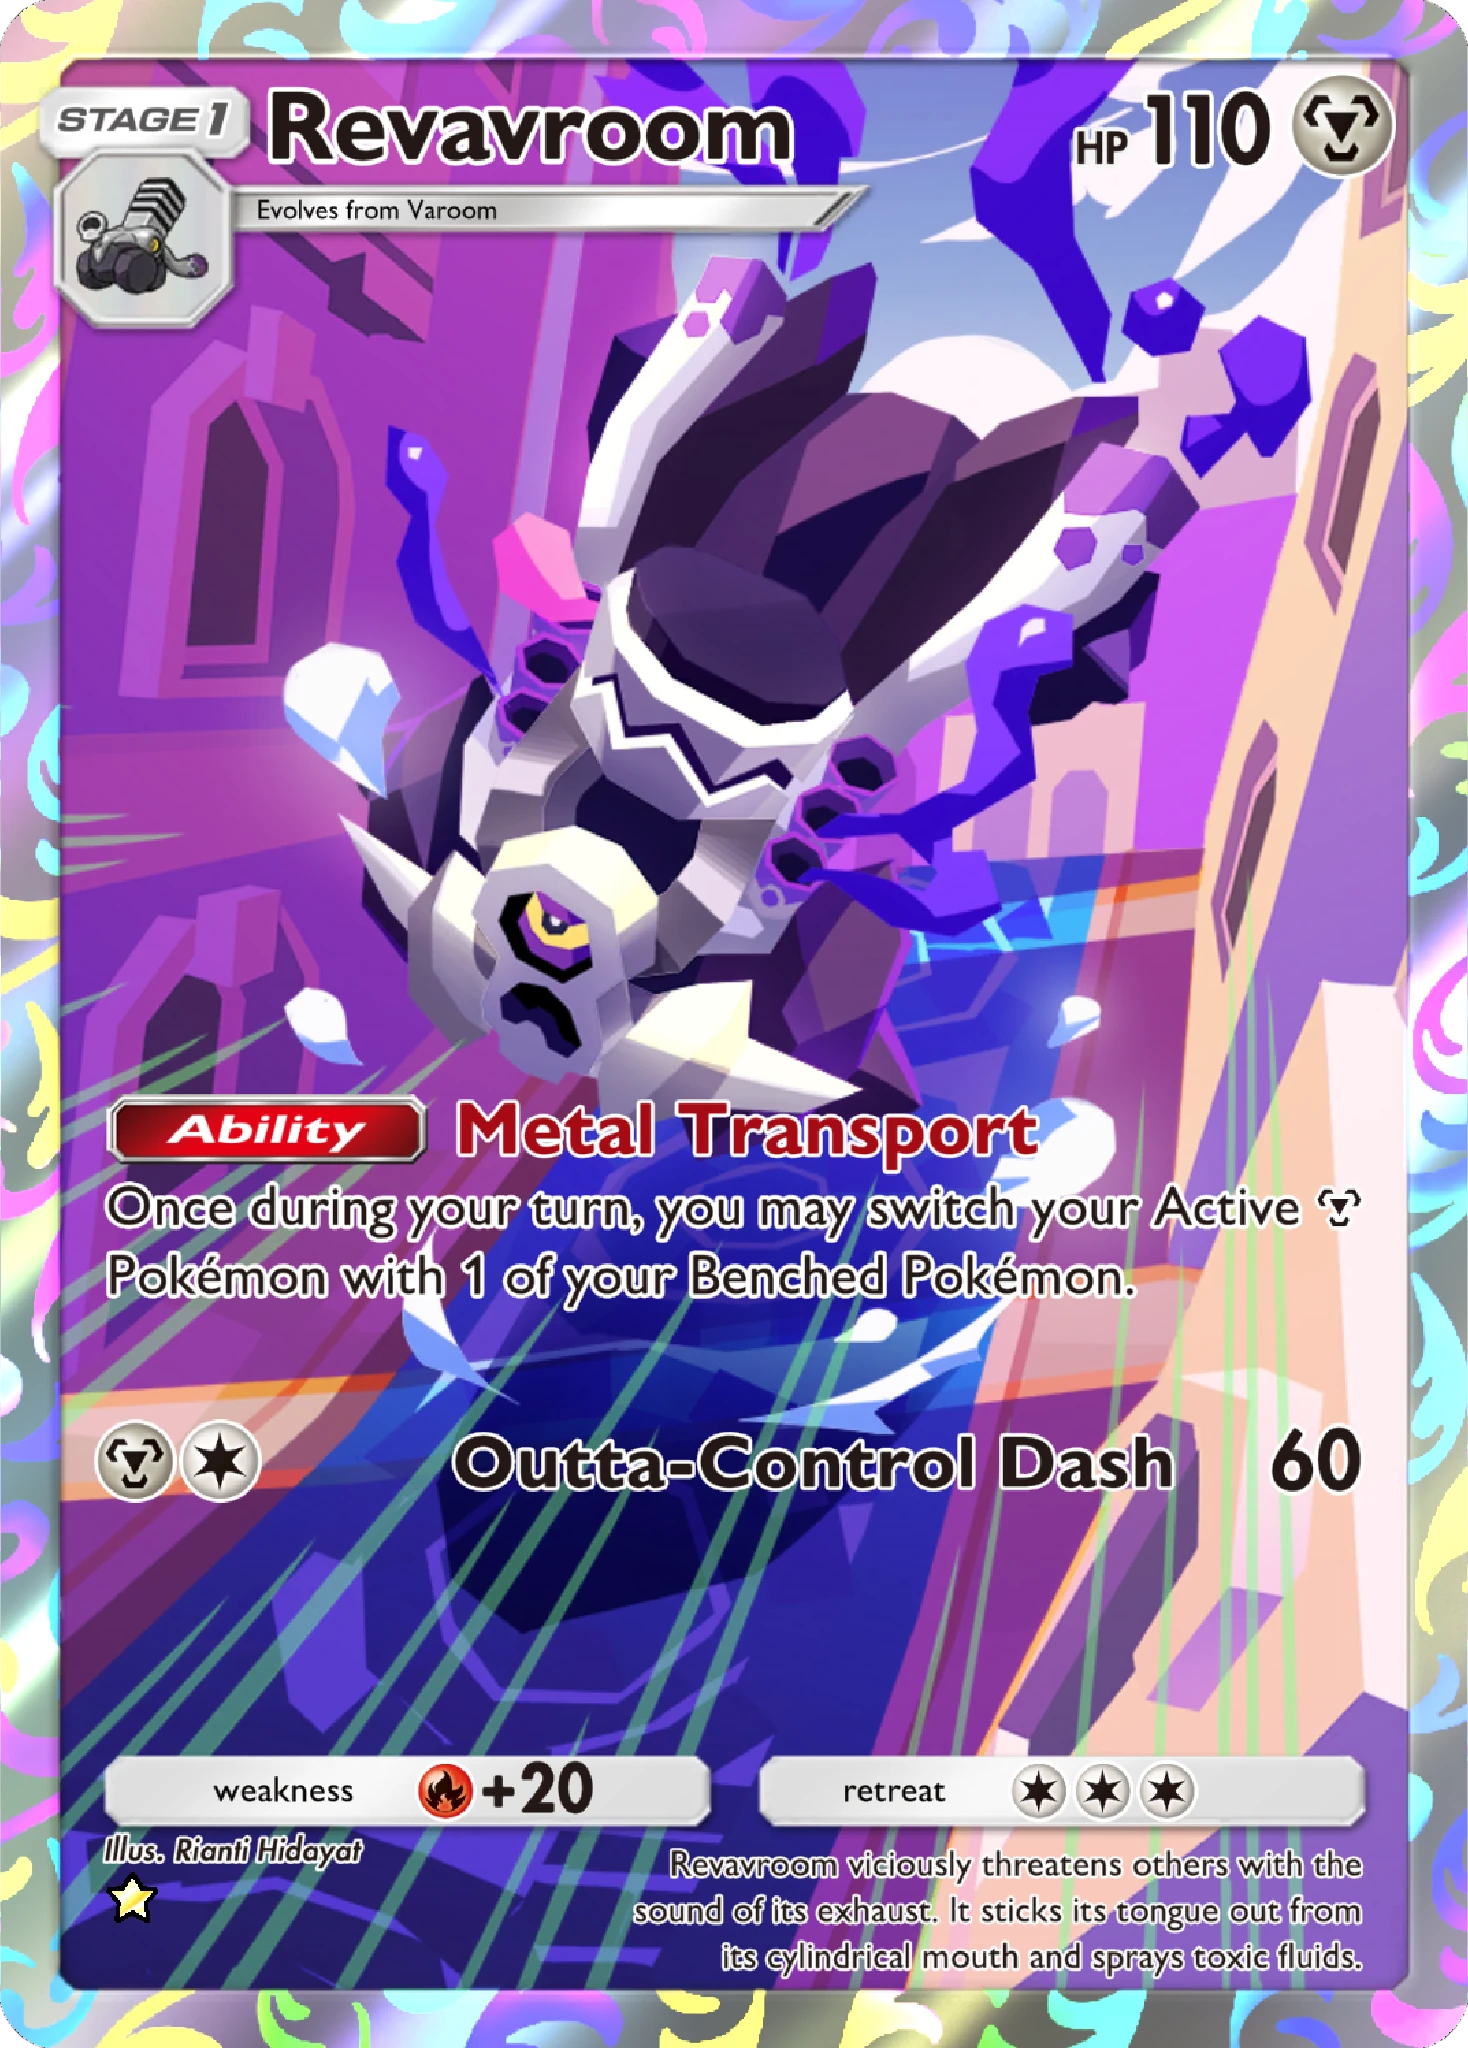 STAGE 1
Revavroom
HP 110
Evolves from Varoom
Ability Metal Transport
Once during your turn, you may switch your Active
Pokémon with 1 of your Benched Pokémon.
Outta-Control Dash 60
weakness +20
retreat
Illus. Rianti Hidayat
Revavroom viciously threatens others with the
sound of its exhaust. It sticks its tongue out from
its cylindrical mouth and sprays toxic fluids.